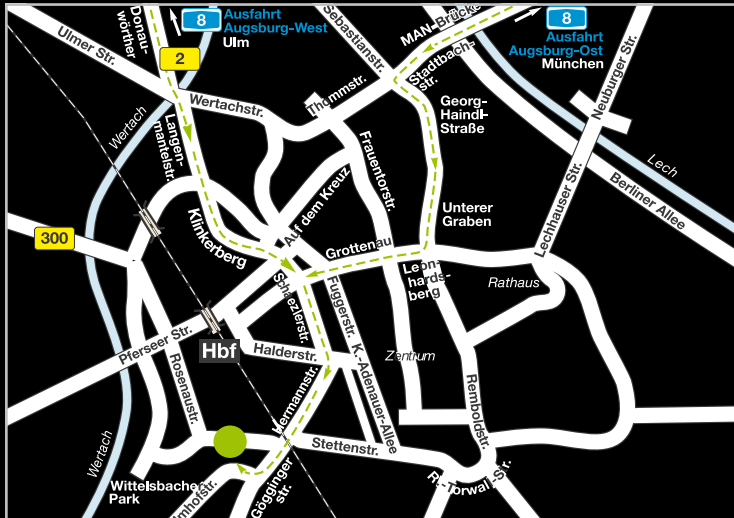 8
Ausfahrt
Augsburg-West
Ulm
Donau-
wörther
2
Ulmer Str.
Sebastianstr.
MAN-Brücke
8
Ausfahrt
Augsburg-Ost
München
Stadtbach-
str.
Neuburger Str.
Wertach
Wertachstr.
Thommstr.
Georg-
Haindl-
Straße
Langen-
mantelstr.
Frauentorstr.
Lech
Berliner Allee
Auf dem Kreuz
Unterer
Graben
Lechhauser Str.
300
Klinkerberg
Grottenau
Leon-
hards-
berg
Rathaus
Schaezlerstr.
Fuggerstr.
K.-Adenauer-Allee
Pferseer Str.
Hbf
Halderstr.
Zentrum
Rosenaustr.
Hermannstr.
Remboldstr.
Wertach
Stettenstr.
Wittelsbacher
Park
Gögginger
str.